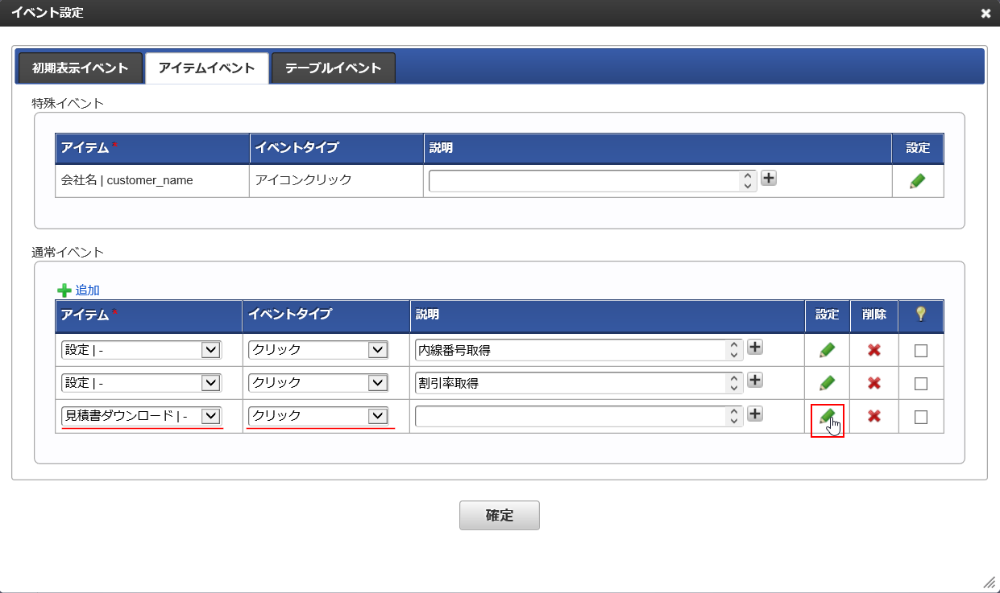 イベント設定
初期表示イベント アイテムイベント テーブルイベント
特殊イベント
アイテム* イベントタイプ 説明 設定
会社名 | customer_name アイコンクリック
通常イベント
追加
アイテム* イベントタイプ 説明 設定 削除
設定 | - クリック 内線番号取得
設定 | - クリック 割引率取得
見積書ダウンロード | - クリック
確定